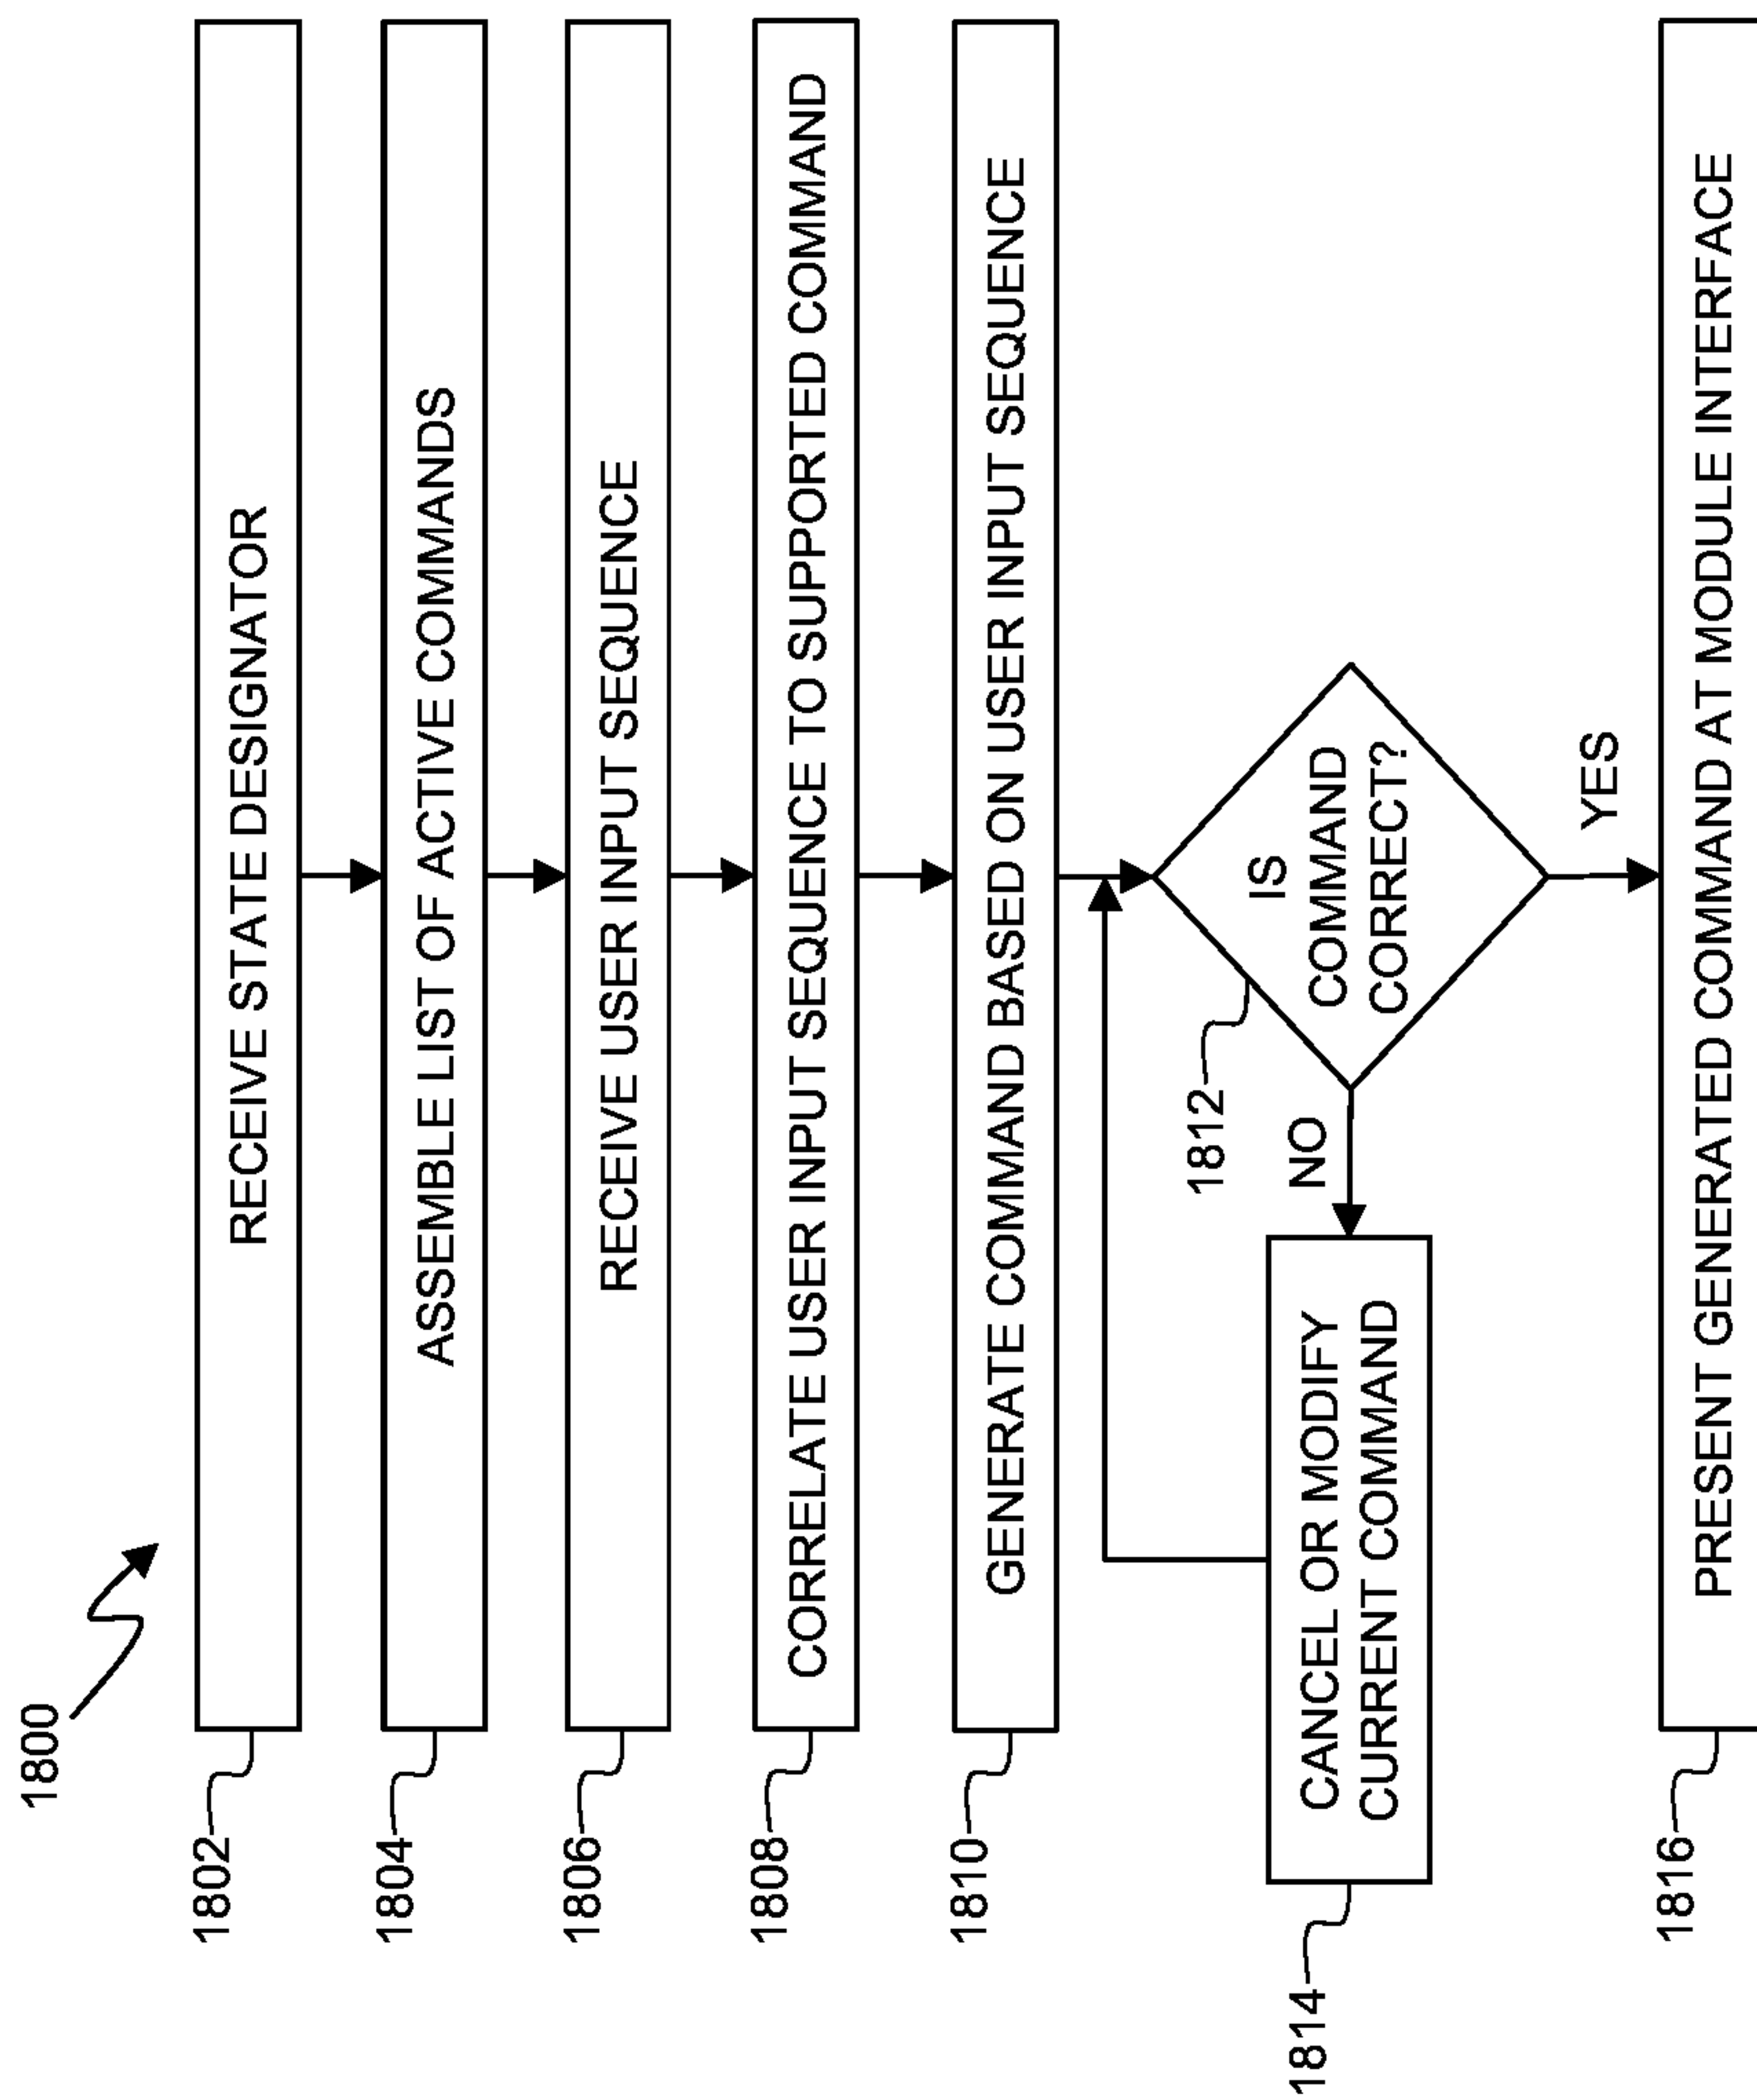 1800
1802
RECEIVE STATE DESIGNATOR
1804
ASSEMBLE LIST OF ACTIVE COMMANDS
1806
RECEIVE USER INPUT SEQUENCE
1808
CORRELATE USER INPUT SEQUENCE TO SUPPORTED COMMAND
1810
GENERATE COMMAND BASED ON USER INPUT SEQUENCE
1812
IS
COMMAND
CORRECT?
NO
1814
CANCEL OR MODIFY
CURRENT COMMAND
YES
1816
PRESENT GENERATED COMMAND AT MODULE INTERFACE